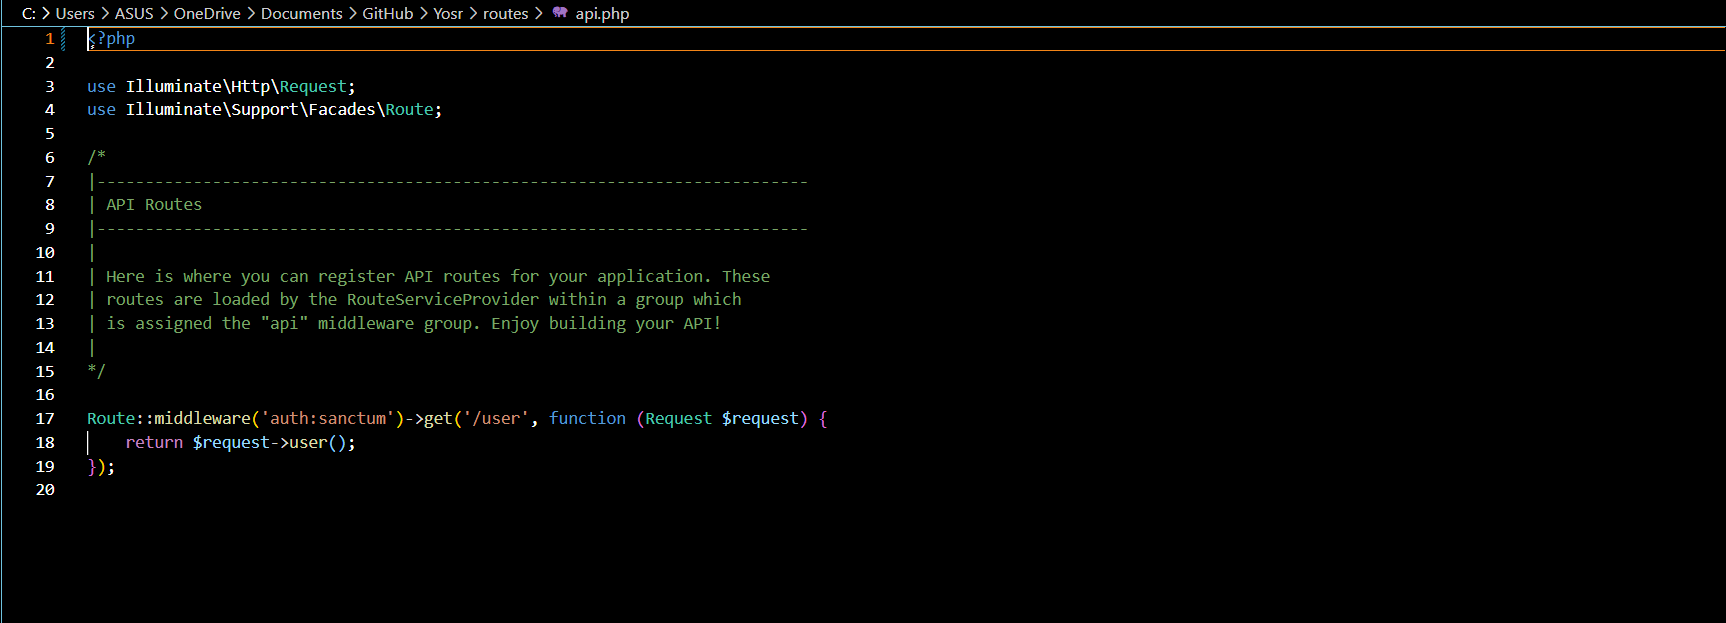 C: > Users > ASUS > OneDrive > Documents > GitHub > Yosr > routes > api.php
1 <?php
2
3 use Illuminate\Http\Request;
4 use Illuminate\Support\Facades\Route;
5
6 /*
7 |--------------------------------------------------------------------------
8 | API Routes
9 |--------------------------------------------------------------------------
10 |
11 | Here is where you can register API routes for your application. These
12 | routes are loaded by the RouteServiceProvider within a group which
13 | is assigned the "api" middleware group. Enjoy building your API!
14 |
15 */
16
17 Route::middleware('auth:sanctum')->get('/user', function (Request $request) {
18     return $request->user();
19 });
20